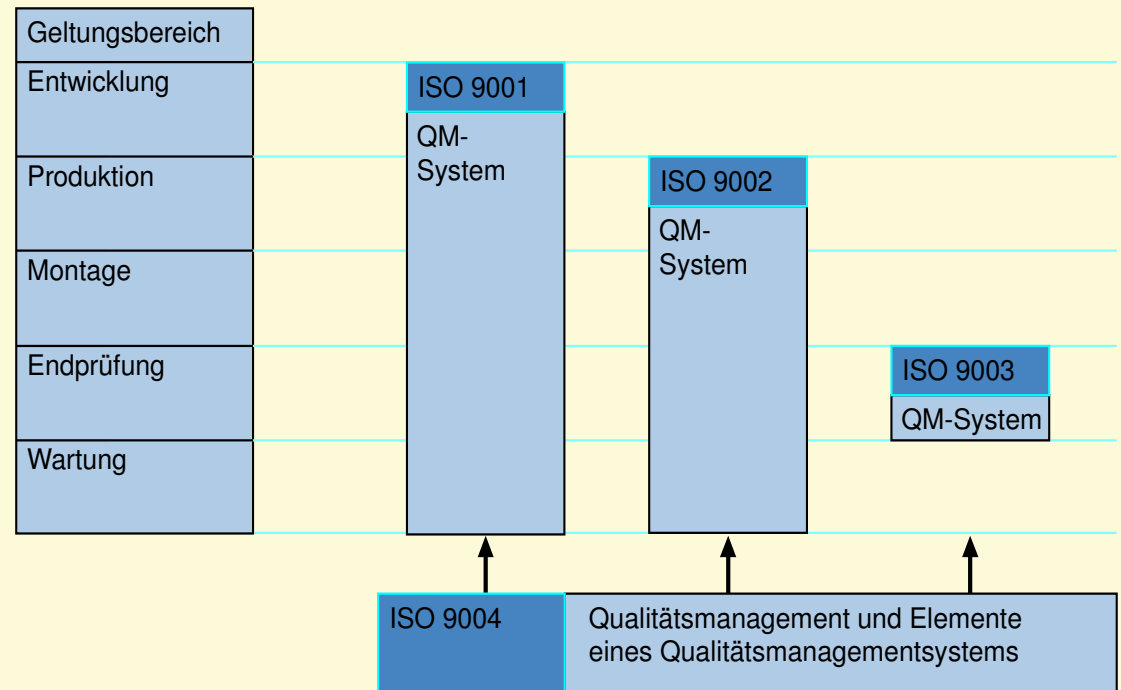 Geltungsbereich
Entwicklung
ISO 9001
QM-
System
Produktion
ISO 9002
QM-
System
Montage
Endprüfung
ISO 9003
QM-System
Wartung
ISO 9004
Qualitätsmanagement und Elemente
eines Qualitätsmanagementsystems